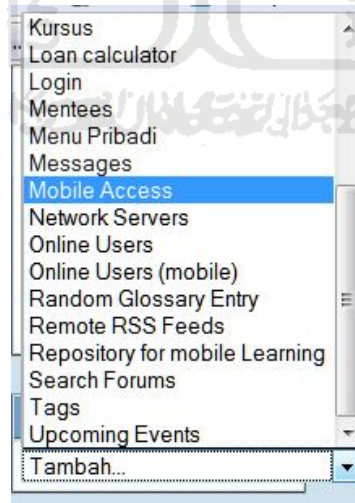 Kursus
Loan calculator
Login
Mentees
Menu Pribadi
Messages
Mobile Access
Network Servers
Online Users
Online Users (mobile)
Random Glossary Entry
Remote RSS Feeds
Repository for mobile Learning
Search Forums
Tags
Upcoming Events
Tambah...